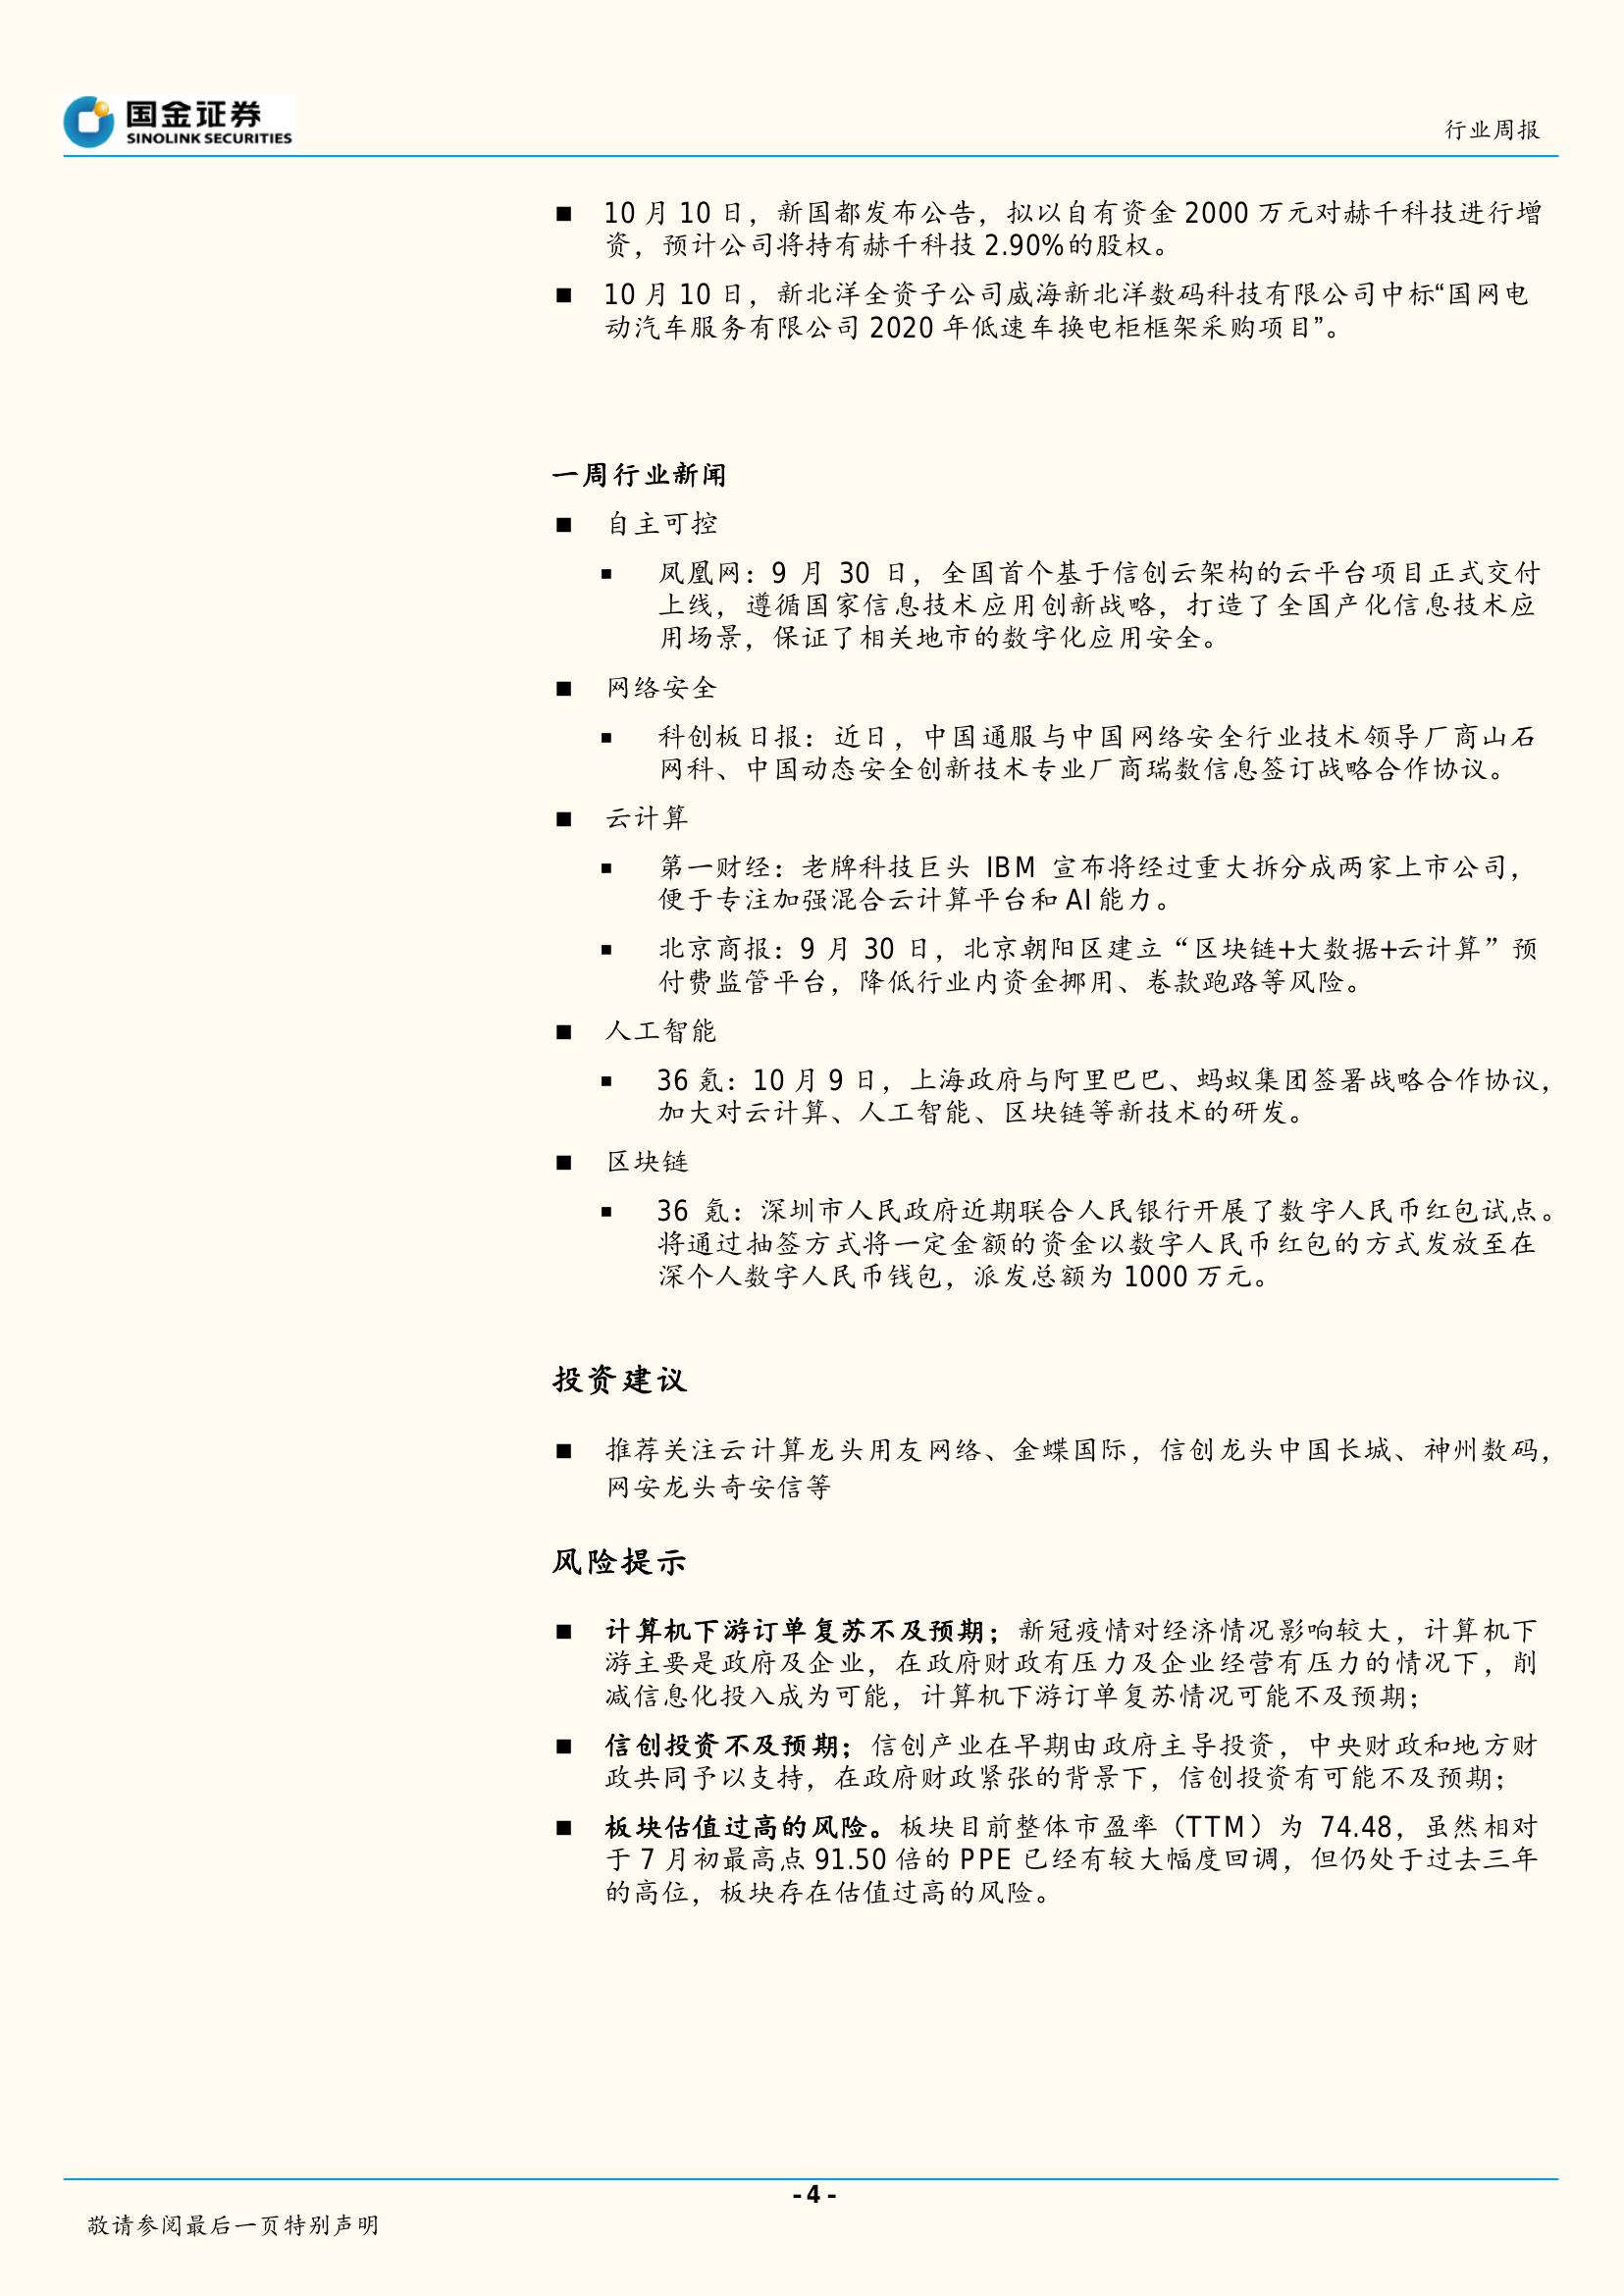 国金证券
SINOLINK SECURITIES
行业周报
■ 10 月 10 日，新国都发布公告，拟以自有资金 2000 万元对赫千科技进行增
资，预计公司将持有赫千科技 2.90%的股权。
■ 10 月 10 日，新北洋全资子公司威海新北洋数码科技有限公司中标“国网电
动汽车服务有限公司 2020 年低速车换电柜框架采购项目”。
一周行业新闻
■ 自主可控
▪ 凤凰网：9 月 30 日，全国首个基于信创云架构的云平台项目正式交付
上线，遵循国家信息技术应用创新战略，打造了全国产化信息技术应
用场景，保证了相关地市的数字化应用安全。
■ 网络安全
▪ 科创板日报：近日，中国通服与中国网络安全行业技术领导厂商山石
网科、中国动态安全创新技术专业厂商瑞数信息签订战略合作协议。
■ 云计算
▪ 第一财经：老牌科技巨头 IBM 宣布将经过重大拆分成两家上市公司，
便于专注加强混合云计算平台和 AI 能力。
▪ 北京商报：9 月 30 日，北京朝阳区建立“区块链+大数据+云计算”预
付费监管平台，降低行业内资金挪用、卷款跑路等风险。
■ 人工智能
▪ 36 氪：10 月 9 日，上海政府与阿里巴巴、蚂蚁集团签署战略合作协议，
加大对云计算、人工智能、区块链等新技术的研发。
■ 区块链
▪ 36 氪：深圳市人民政府近期联合人民银行开展了数字人民币红包试点。
将通过抽签方式将一定金额的资金以数字人民币红包的方式发放至在
深个人数字人民币钱包，派发总额为 1000 万元。
投资建议
■ 推荐关注云计算龙头用友网络、金蝶国际，信创龙头中国长城、神州数码，
网安龙头奇安信等
风险提示
■ 计算机下游订单复苏不及预期；新冠疫情对经济情况影响较大，计算机下
游主要是政府及企业，在政府财政有压力及企业经营有压力的情况下，削
减信息化投入成为可能，计算机下游订单复苏情况可能不及预期；
■ 信创投资不及预期；信创产业在早期由政府主导投资，中央财政和地方财
政共同予以支持，在政府财政紧张的背景下，信创投资有可能不及预期；
■ 板块估值过高的风险。板块目前整体市盈率（TTM）为 74.48，虽然相对
于 7 月初最高点 91.50 倍的 PPE 已经有较大幅度回调，但仍处于过去三年
的高位，板块存在估值过高的风险。
- 4 -
敬请参阅最后一页特别声明